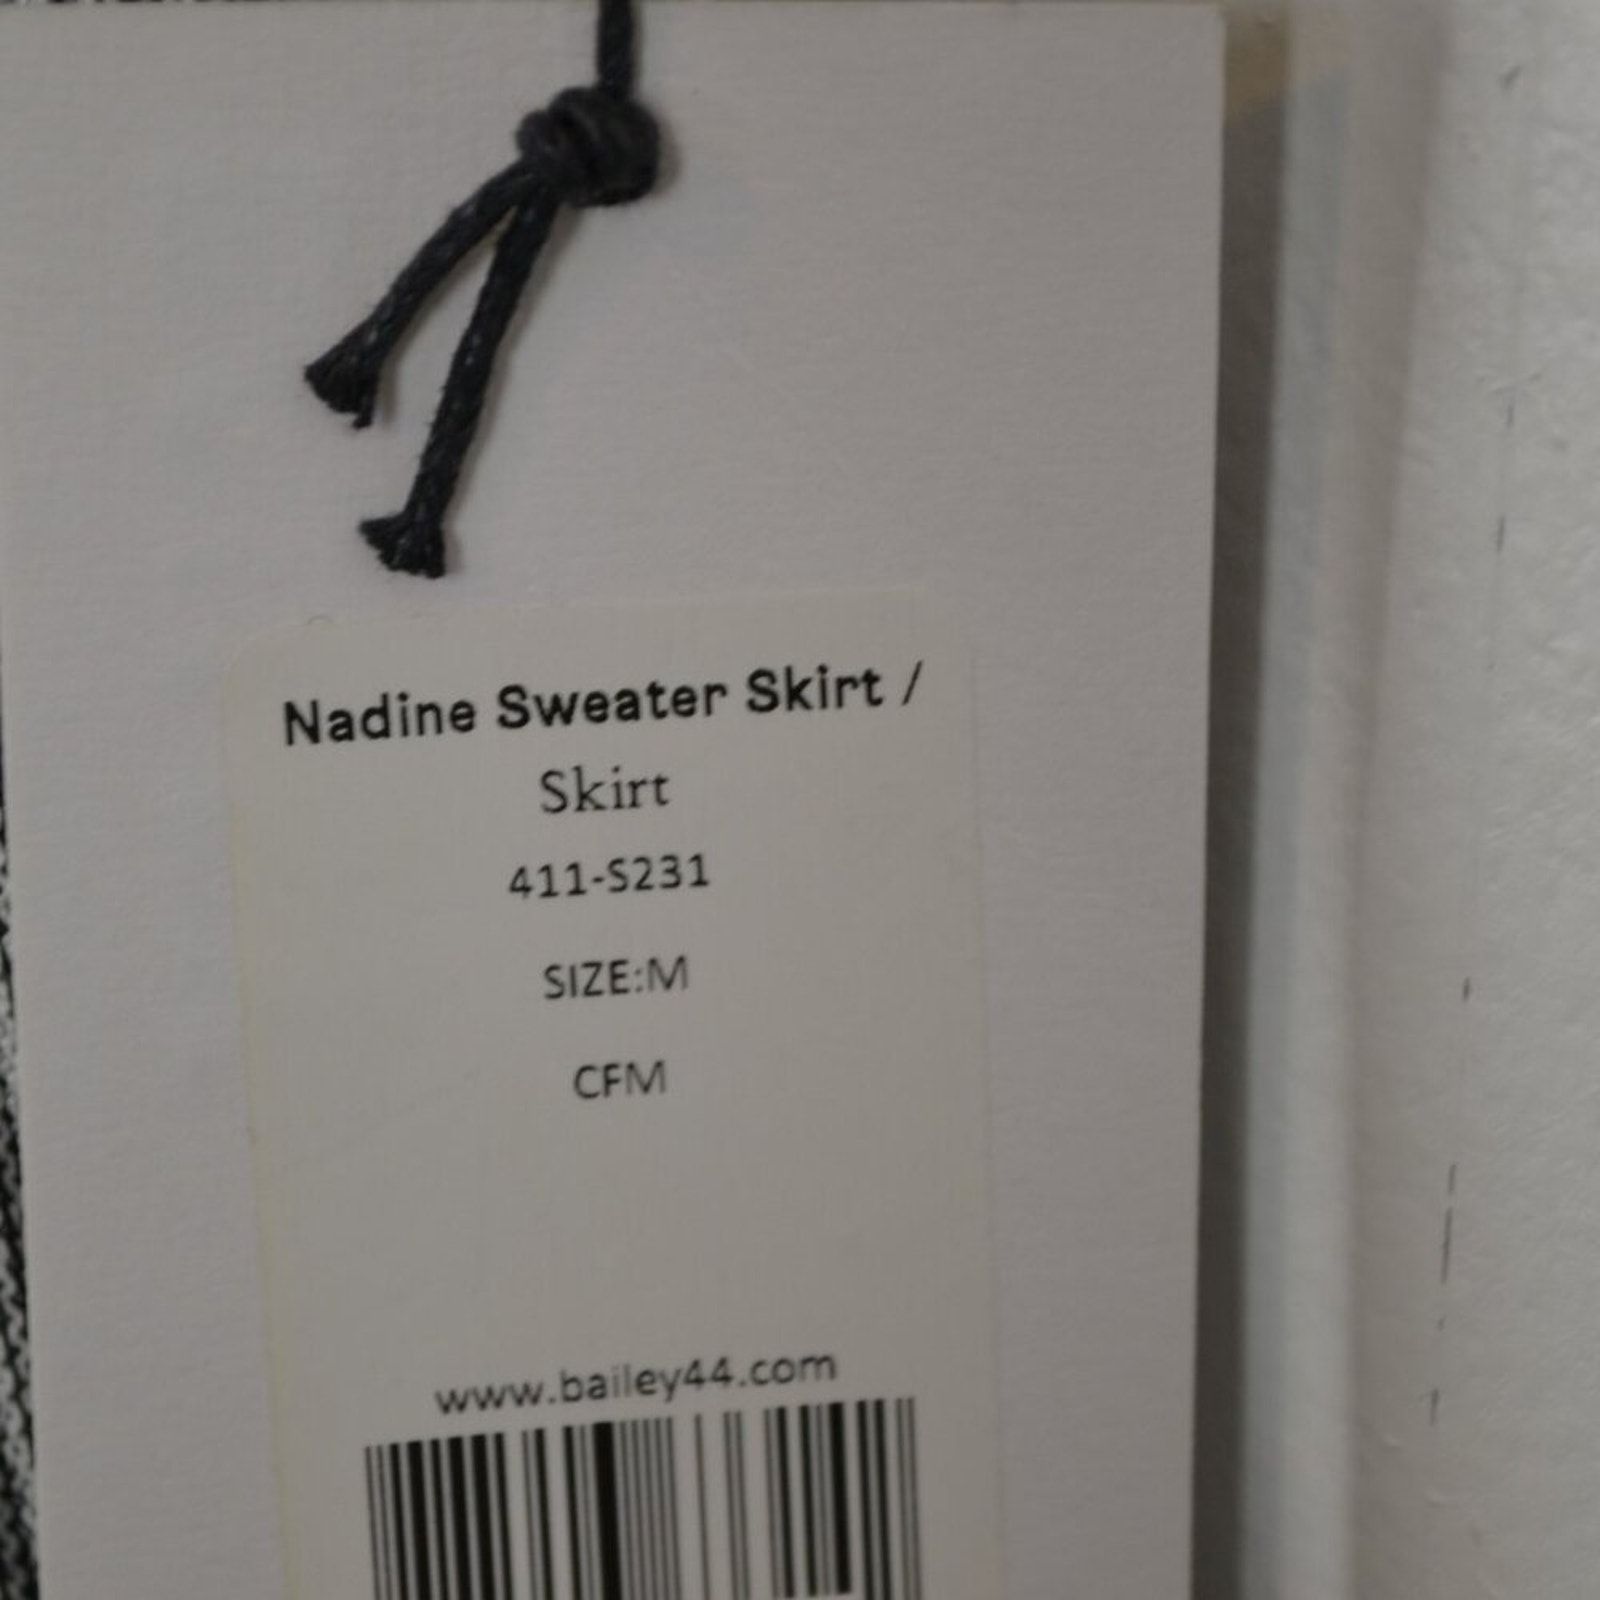 Nadine Sweater Skirt /
Skirt
411-S231
SIZE:M
CFM
www.bailey44.com